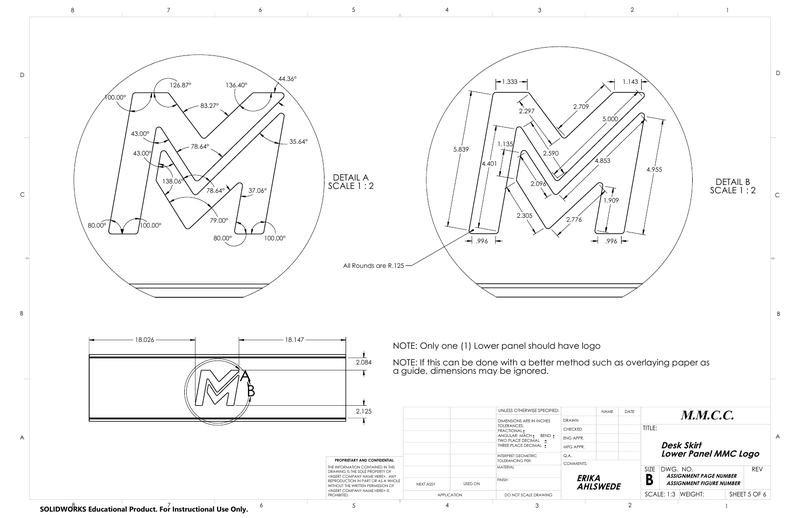 8 7 6 5 4 3 2 1
D D
C C
B B
A A
126.87°
136.40°
44.36°
100.00°
83.27°
43.00°
78.64°
35.64°
43.00°
138.06°
78.64°
37.06°
79.00°
80.00°
100.00°
80.00°
100.00°
DETAIL A
SCALE 1 : 2
1.333
1.143
2.709
2.297
5.000
5.839
1.135
2.590
4.401
4.853
4.955
2.096
1.909
2.305
2.776
.996
.996
DETAIL B
SCALE 1 : 2
All Rounds are R.125
18.026
18.147
2.084
2.125
A
B
NOTE: Only one (1) Lower panel should have logo
NOTE: If this can be done with a better method such as overlaying paper as
a guide, dimensions may be ignored.
PROPRIETARY AND CONFIDENTIAL
THE INFORMATION CONTAINED IN THIS
DRAWING IS THE SOLE PROPERTY OF
<INSERT COMPANY NAME HERE>. ANY
REPRODUCTION IN PART OR AS A WHOLE
WITHOUT THE WRITTEN PERMISSION OF
<INSERT COMPANY NAME HERE> IS
PROHIBITED.
NEXT ASSY USED ON
APPLICATION
UNLESS OTHERWISE SPECIFIED:
DIMENSIONS ARE IN INCHES
TOLERANCES:
FRACTIONAL ±
ANGULAR: MACH ± BEND ±
TWO PLACE DECIMAL ±
THREE PLACE DECIMAL ±
INTERPRET GEOMETRIC
TOLERANCING PER:
MATERIAL
FINISH
DO NOT SCALE DRAWING
NAME DATE
DRAWN
CHECKED
ENG APPR.
MFG APPR.
Q.A.
COMMENTS:
ERIKA
AHLSWEDE
M.M.C.C.
TITLE:
Desk Skirt
Lower Panel MMC Logo
SIZE DWG. NO. REV
B ASSIGNMENT PAGE NUMBER
ASSIGNMENT FIGURE NUMBER
SCALE: 1:3 WEIGHT: SHEET 5 OF 6
8 7 6 5 4 3 2 1
SOLIDWORKS Educational Product. For Instructional Use Only.